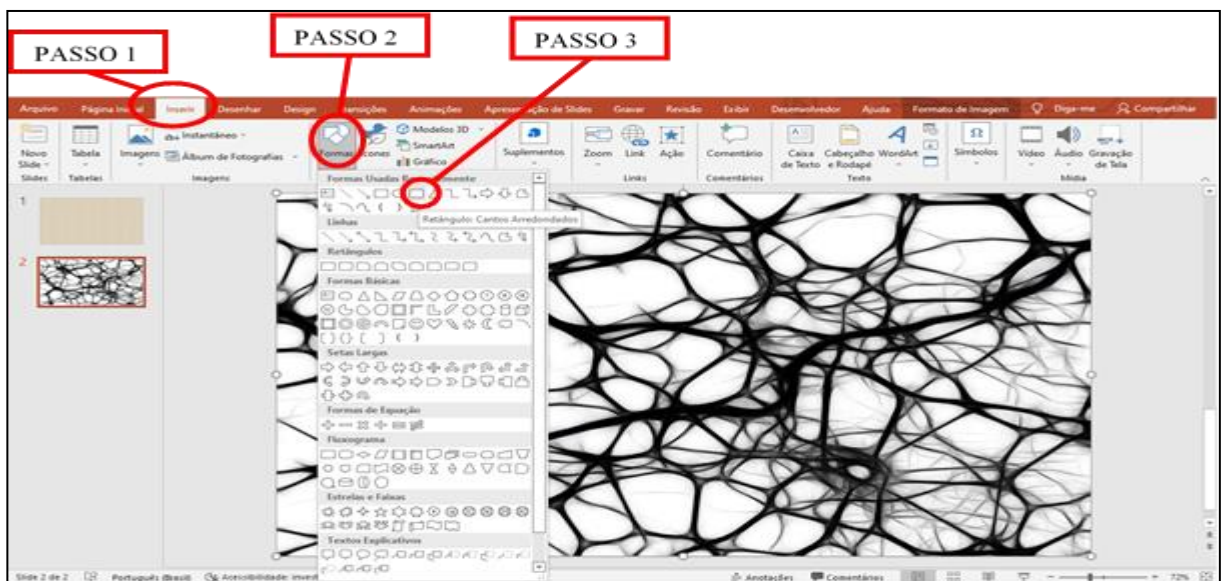 PASSO 1
PASSO 2
PASSO 3
Arquivo Página Inicial Inserir Desenhar Design Transições Animações Apresentação de Slides Gravar Revisão Exibir Desenvolvedor Ajuda Formato de Imagem Diga-me Compartilhar
Novo Slide Tabela Imagens Instantâneo Álbum de Fotografias Formas Ícones Modelos 3D SmartArt Gráfico Suplementos Zoom Link Ação Comentário Caixa de Texto Cabeçalho e Rodapé WordArt Símbolos Vídeo Áudio Gravação de Tela
Slides Tabelas Imagens Links Comentários Texto Mídia
Formas Usadas
1
Retângulo: Cantos Arredondados
Linhas
Retângulos
2
Formas Básicas
Setas Largas
Formas de Equação
Fluxograma
Estrelas e Faixas
Textos Explicativos
Slide 2 de 2 Português (Brasil) Acessibilidade: Anotações Comentários 72%